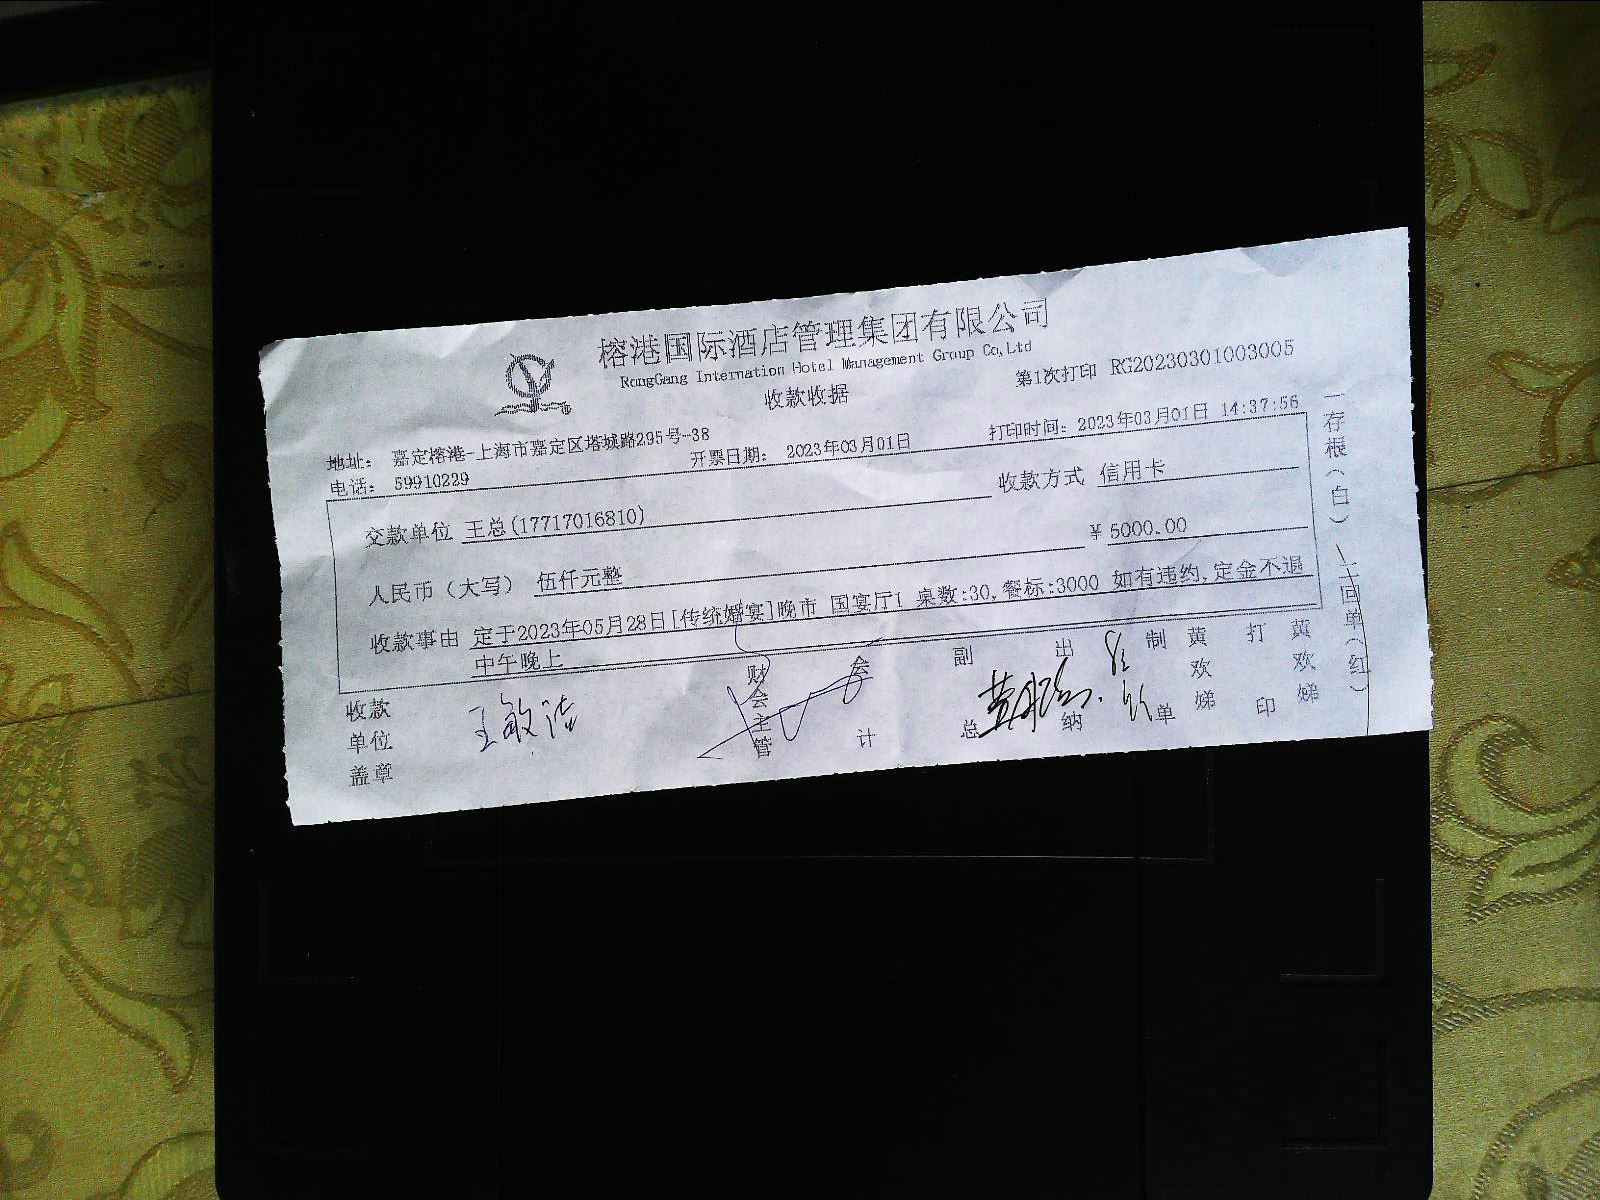 榕港国际酒店管理集团有限公司
RongGang Internation Hotel Management Group Co,Ltd
收款收据
第1次打印 RG20230301003005
地址： 嘉定榕港-上海市嘉定区塔城路295号-38
电话： 59910229
开票日期： 2023年03月01日
打印时间：2023年03月01日 14:37:56
交款单位 王总(17717016810)
收款方式 信用卡
人民币（大写） 伍仟元整
¥ 5000.00
收款事由 定于2023年05月28日[传统婚宴]晚市 国宴厅1 桌数:30,餐标:3000 如有违约,定金不退
中午晚上
收款单位盖章
王敏洁
财会主管
会计
副总
出纳
制单
黄欢娣
打印
黄欢娣
一存根(白)
二回单(红)